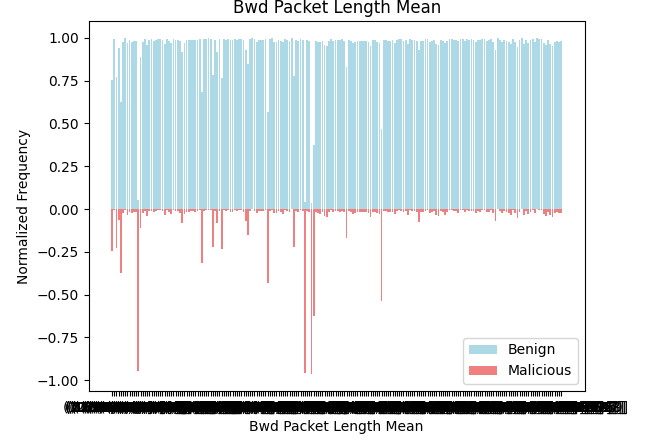 Bwd Packet Length Mean
1.00
0.75
0.50
0.25
0.00
−0.25
−0.50
−0.75
−1.00
Normalized Frequency
Benign
Malicious
Bwd Packet Length Mean